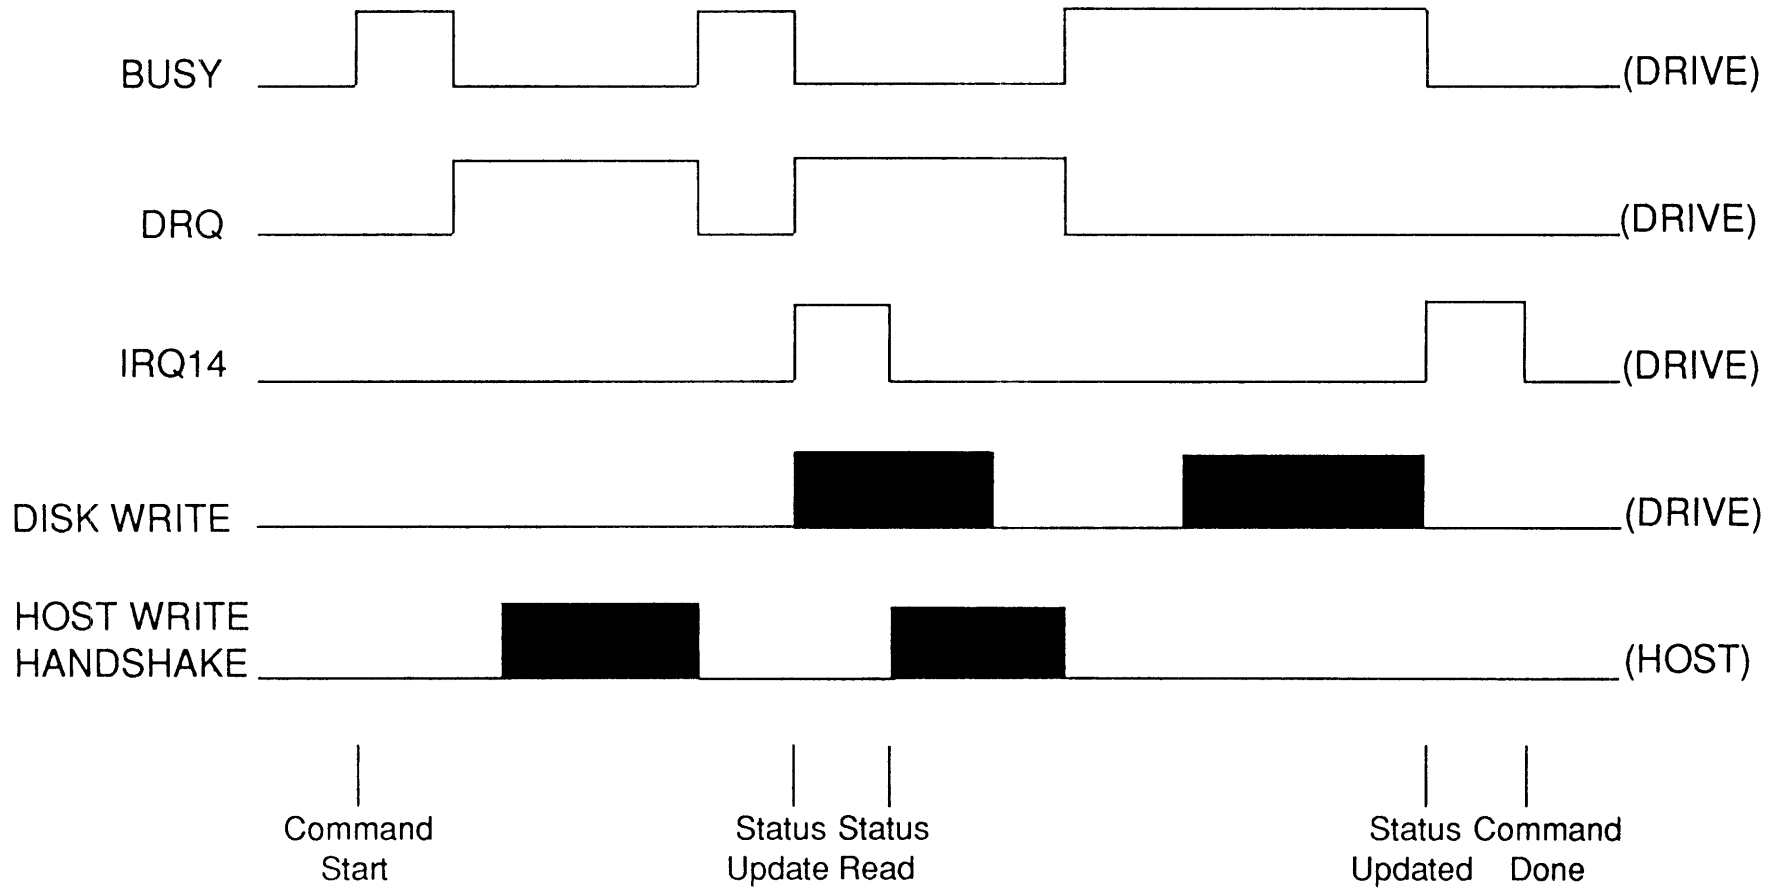 BUSY (DRIVE)
DRQ (DRIVE)
IRQ14 (DRIVE)
DISK WRITE (DRIVE)
HOST WRITE
HANDSHAKE (HOST)
Command Status Status Status Command
Start Update Read Updated Done